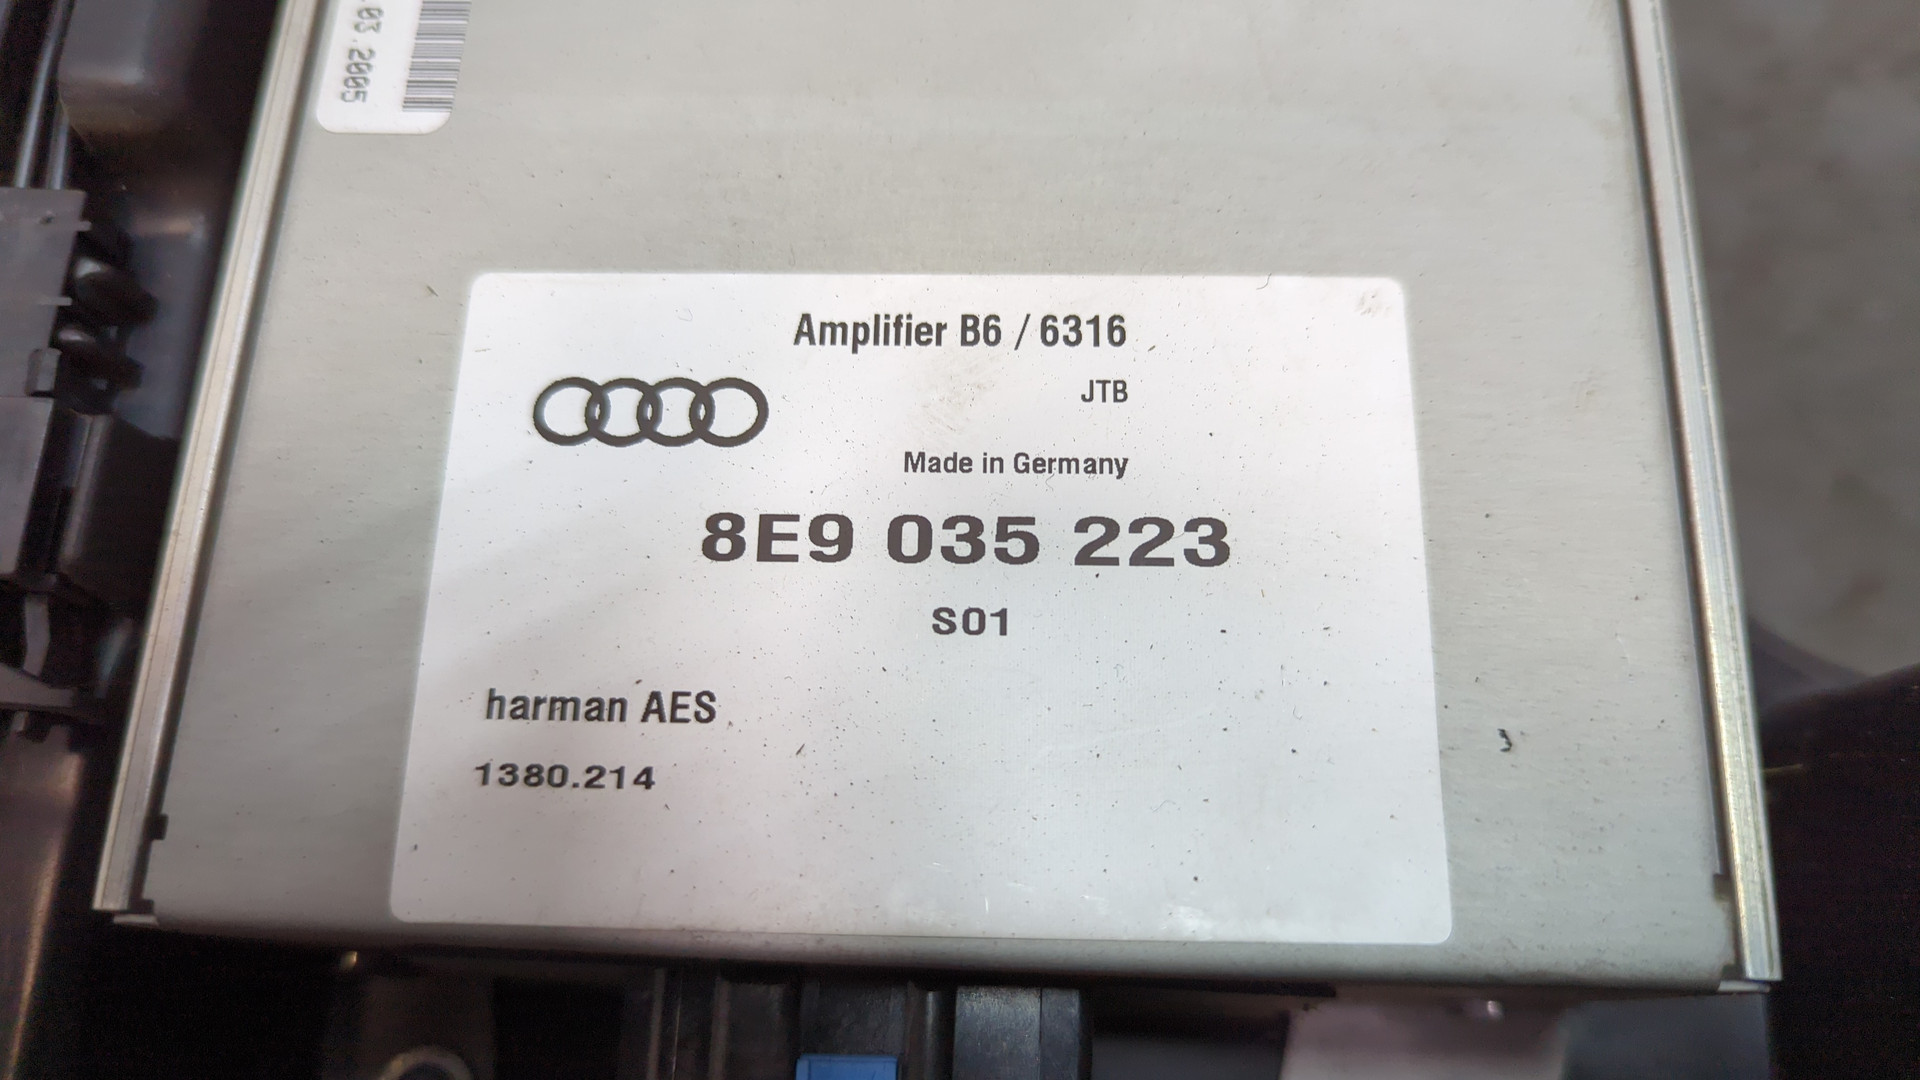 .03.2005
Amplifier B6 / 6316
JTB
Made in Germany
8E9 035 223
S01
harman AES
1380.214